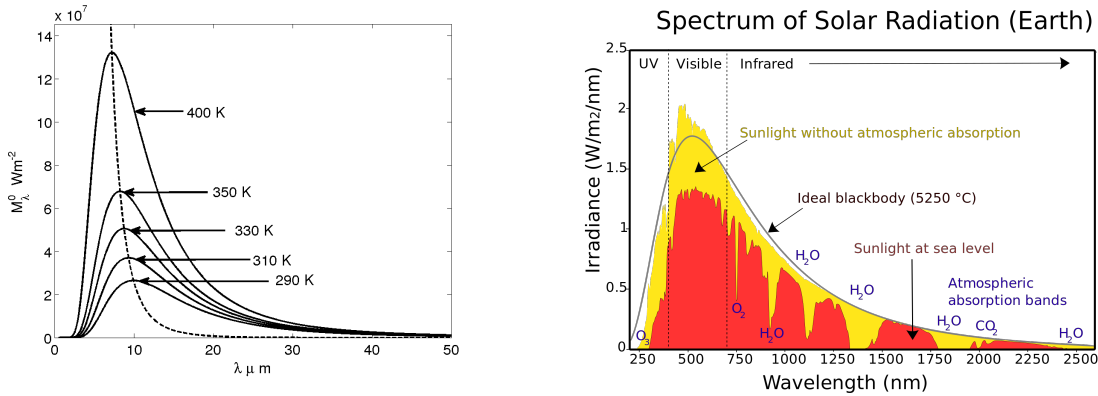 x 10⁷
14
12
10
8
6
4
2
0
M⁰λ Wm⁻²
400 K
350 K
330 K
310 K
290 K
0
10
20
30
40
50
λ μ m
Spectrum of Solar Radiation (Earth)
2.5
2
1.5
1
0.5
0
Irradiance (W/m2/nm)
UV
Visible
Infrared
Sunlight without atmospheric absorption
Ideal blackbody (5250 °C)
Sunlight at sea level
Atmospheric
absorption bands
H₂O
H₂O
H₂O
CO₂
H₂O
O₃
O₂
H₂O
250
500
750
1000
1250
1500
1750
2000
2250
2500
Wavelength (nm)